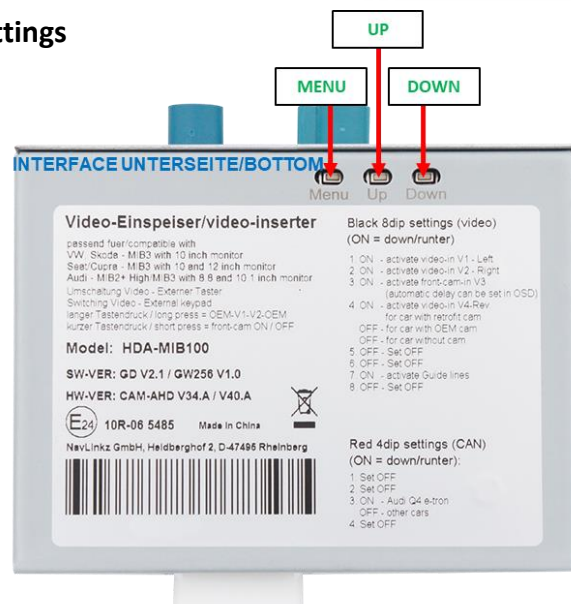 ttings
UP
MENU
DOWN
INTERFACE UNTERSEITE/BOTTOM
Menu Up Down
Video-Einspeiser/video-inserter
passend fuer/compatible with
VW, Skoda - MIB3 with 10 inch monitor
Seat/Cupra - MIB3 with 10 and 12 inch monitor
Audi - MIB2+ High/MIB3 with 8.8 and 10.1 inch monitor
Umschaltung Video - Externer Taster
Switching Video - External keypad
langer Tastendruck / long press = OEM-V1-V2-OEM
kurzer Tastendruck / short press = front-cam ON / OFF
Model: HDA-MIB100
SW-VER: GD V2.1 / GW256 V1.0
HW-VER: CAM-AHD V34.A / V40.A
E24 10R-06 5485 Made In China
NavLinkz GmbH, Heidberghof 2, D-47495 Rheinberg
Black 8dip settings (video)
(ON = down/runter)
1 ON - activate video-in V1 - Left
2 ON - activate video-in V2 - Right
3 ON - activate front-cam-in V3
(automatic delay can be set in OSD)
4 ON - activate video-in V4-Rev
for car with retrofit cam
OFF - for car with OEM cam
OFF - for car without cam
5 OFF - Set OFF
6 OFF - Set OFF
7 ON - activate Guide lines
8 OFF - Set OFF
Red 4dip settings (CAN)
(ON = down/runter):
1 Set OFF
2 Set OFF
3 ON - Audi Q4 e-tron
OFF - other cars
4 Set OFF